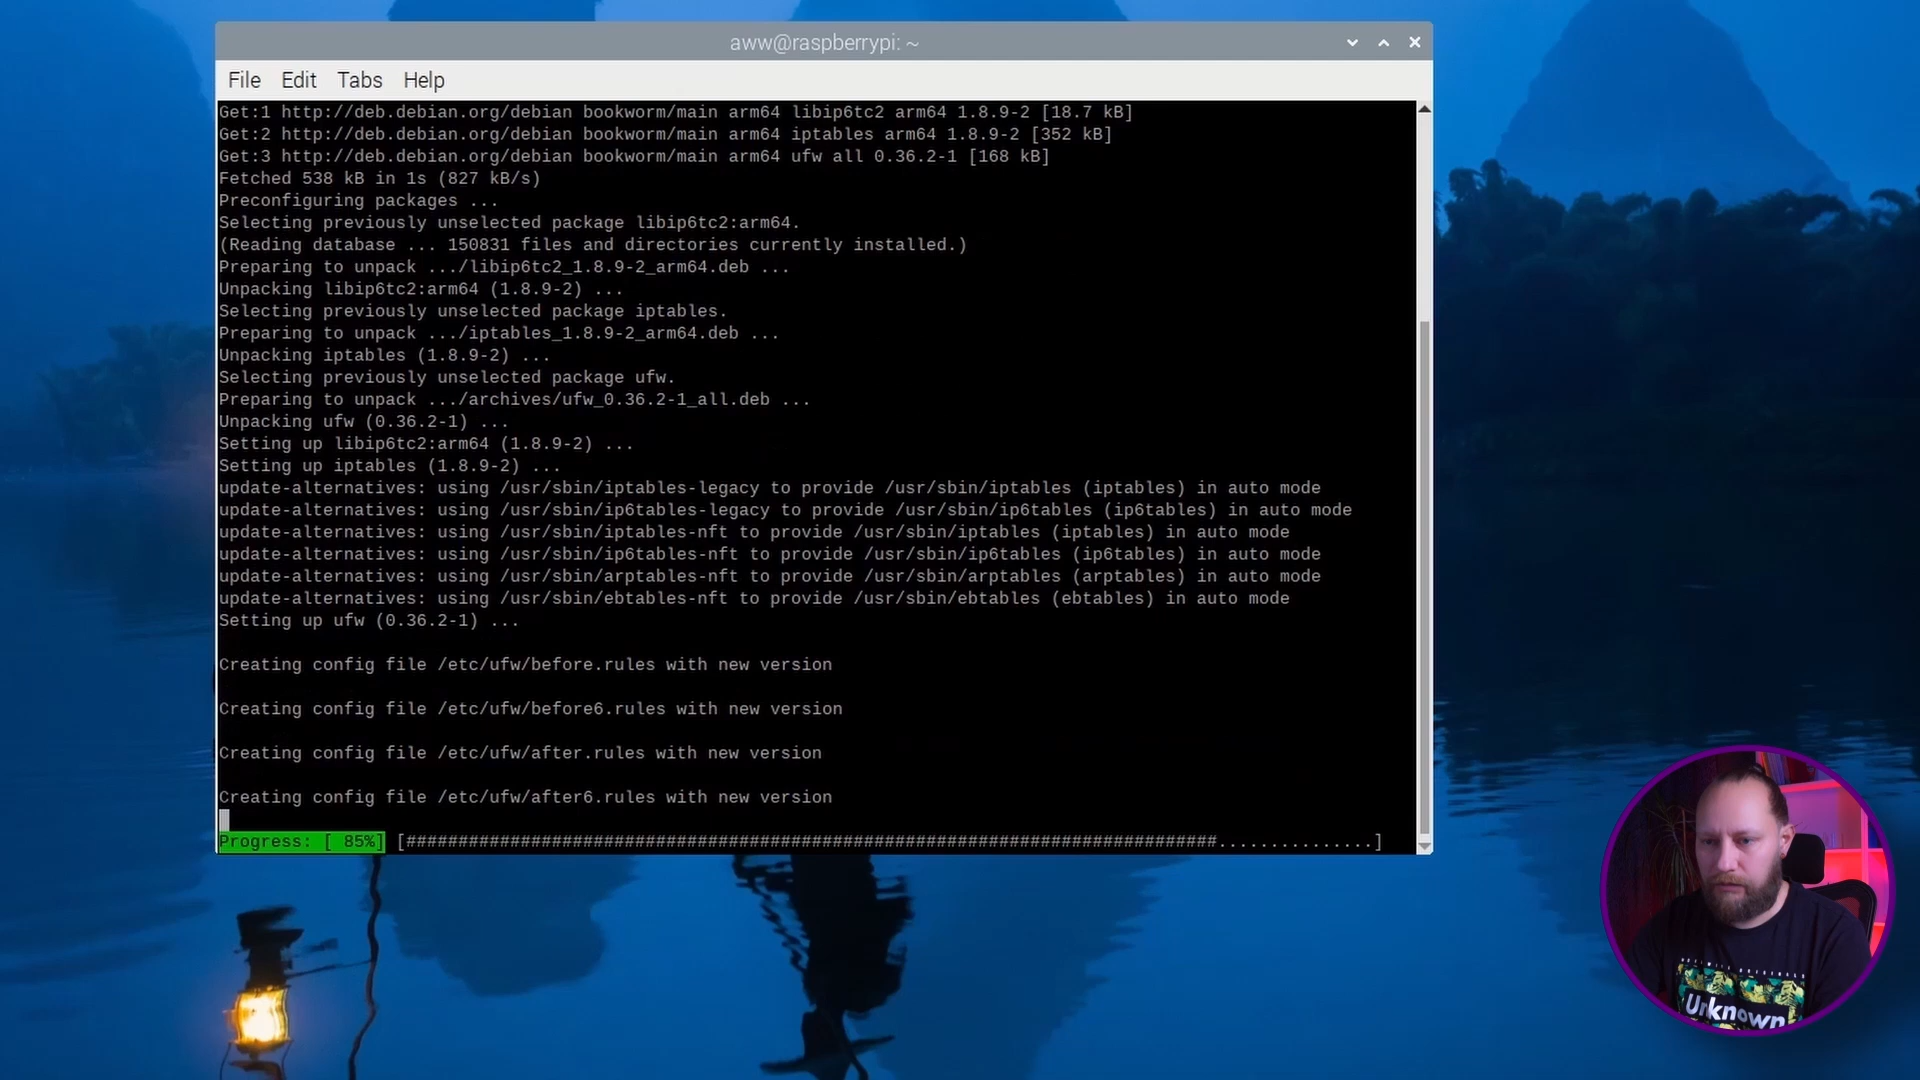 aww@raspberrypi: ~
File Edit Tabs Help
Get:1 http://deb.debian.org/debian bookworm/main arm64 libip6tc2 arm64 1.8.9-2 [18.7 kB]
Get:2 http://deb.debian.org/debian bookworm/main arm64 iptables arm64 1.8.9-2 [352 kB]
Get:3 http://deb.debian.org/debian bookworm/main arm64 ufw all 0.36.2-1 [168 kB]
Fetched 538 kB in 1s (827 kB/s)
Preconfiguring packages ...
Selecting previously unselected package libip6tc2:arm64.
(Reading database ... 150831 files and directories currently installed.)
Preparing to unpack .../libip6tc2_1.8.9-2_arm64.deb ...
Unpacking libip6tc2:arm64 (1.8.9-2) ...
Selecting previously unselected package iptables.
Preparing to unpack .../iptables_1.8.9-2_arm64.deb ...
Unpacking iptables (1.8.9-2) ...
Selecting previously unselected package ufw.
Preparing to unpack .../archives/ufw_0.36.2-1_all.deb ...
Unpacking ufw (0.36.2-1) ...
Setting up libip6tc2:arm64 (1.8.9-2) ...
Setting up iptables (1.8.9-2) ...
update-alternatives: using /usr/sbin/iptables-legacy to provide /usr/sbin/iptables (iptables) in auto mode
update-alternatives: using /usr/sbin/ip6tables-legacy to provide /usr/sbin/ip6tables (ip6tables) in auto mode
update-alternatives: using /usr/sbin/iptables-nft to provide /usr/sbin/iptables (iptables) in auto mode
update-alternatives: using /usr/sbin/ip6tables-nft to provide /usr/sbin/ip6tables (ip6tables) in auto mode
update-alternatives: using /usr/sbin/arptables-nft to provide /usr/sbin/arptables (arptables) in auto mode
update-alternatives: using /usr/sbin/ebtables-nft to provide /usr/sbin/ebtables (ebtables) in auto mode
Setting up ufw (0.36.2-1) ...
Creating config file /etc/ufw/before.rules with new version
Creating config file /etc/ufw/before6.rules with new version
Creating config file /etc/ufw/after.rules with new version
Creating config file /etc/ufw/after6.rules with new version
Progress: [ 85%] [##############################################################################...............]
Unknown